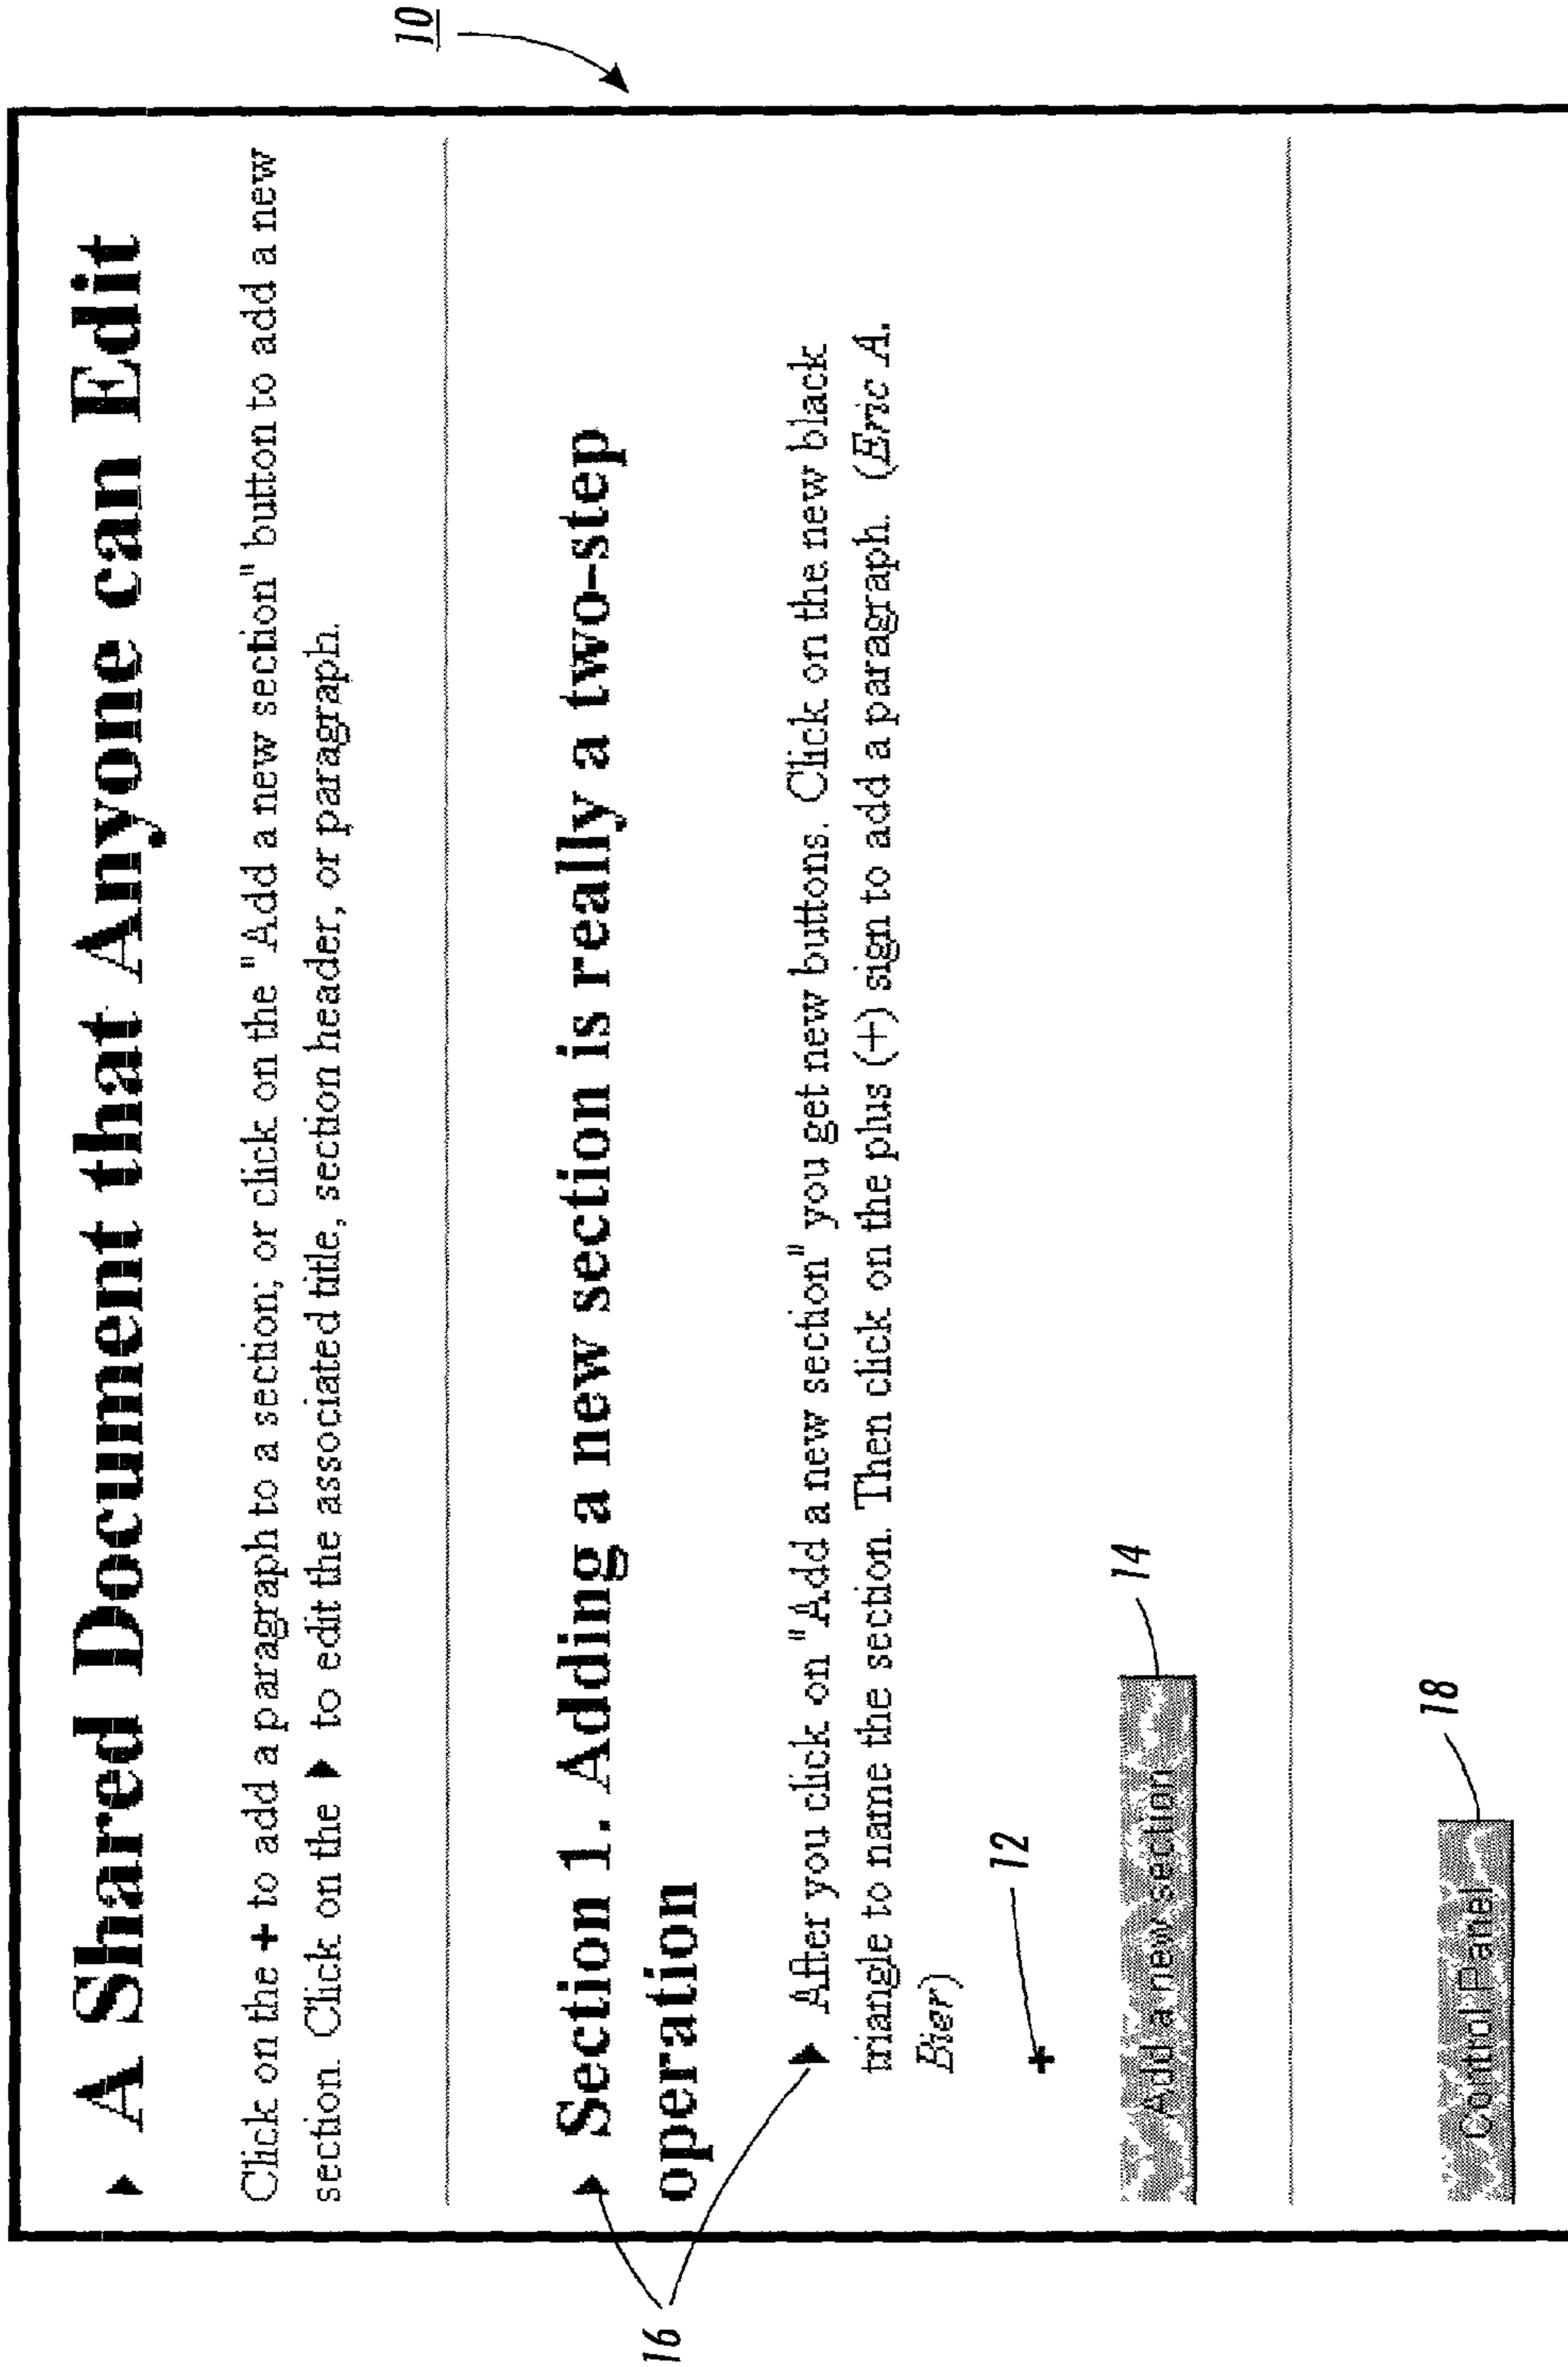 10
▶ A Shared Document that Anyone can Edit
Click on the + to add a paragraph to a section; or click on the "Add a new section" button to add a new
section. Click on the ▶ to edit the associated title, section header, or paragraph.
16
▶ Section 1. Adding a new section is really a two-step
operation
▶ After you click on "Add a new section" you get new buttons. Click on the new black
triangle to name the section. Then click on the plus (+) sign to add a paragraph. (Eric A.
Bier)
+ 12
Add a new section 14
Control Panel 18